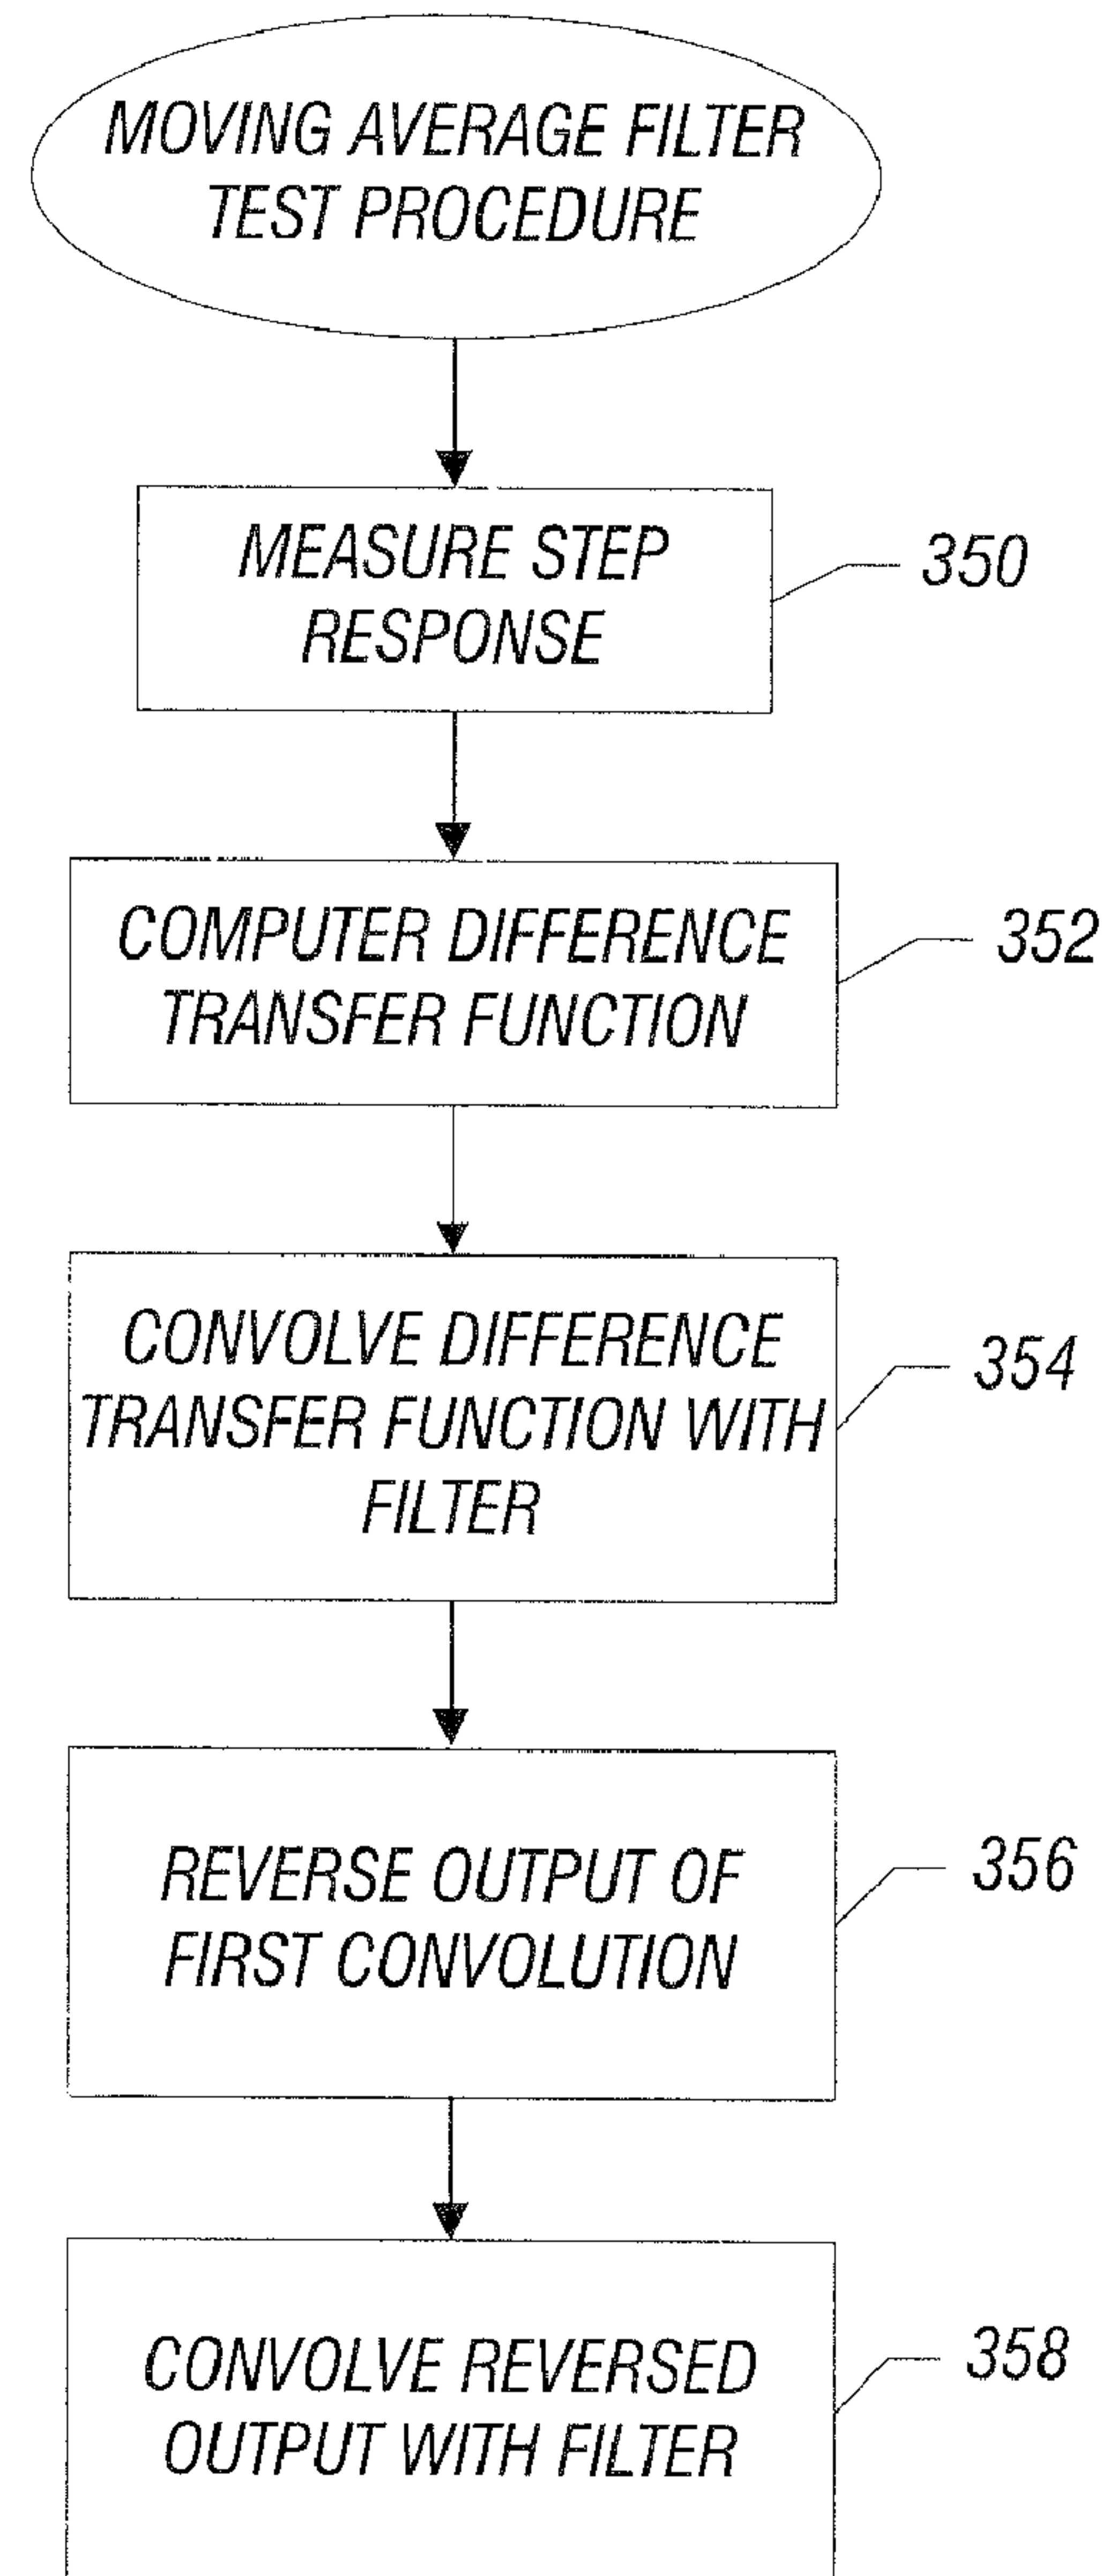 MOVING AVERAGE FILTER
TEST PROCEDURE
MEASURE STEP
RESPONSE
350
COMPUTER DIFFERENCE
TRANSFER FUNCTION
352
CONVOLVE DIFFERENCE
TRANSFER FUNCTION WITH
FILTER
354
REVERSE OUTPUT OF
FIRST CONVOLUTION
356
CONVOLVE REVERSED
OUTPUT WITH FILTER
358